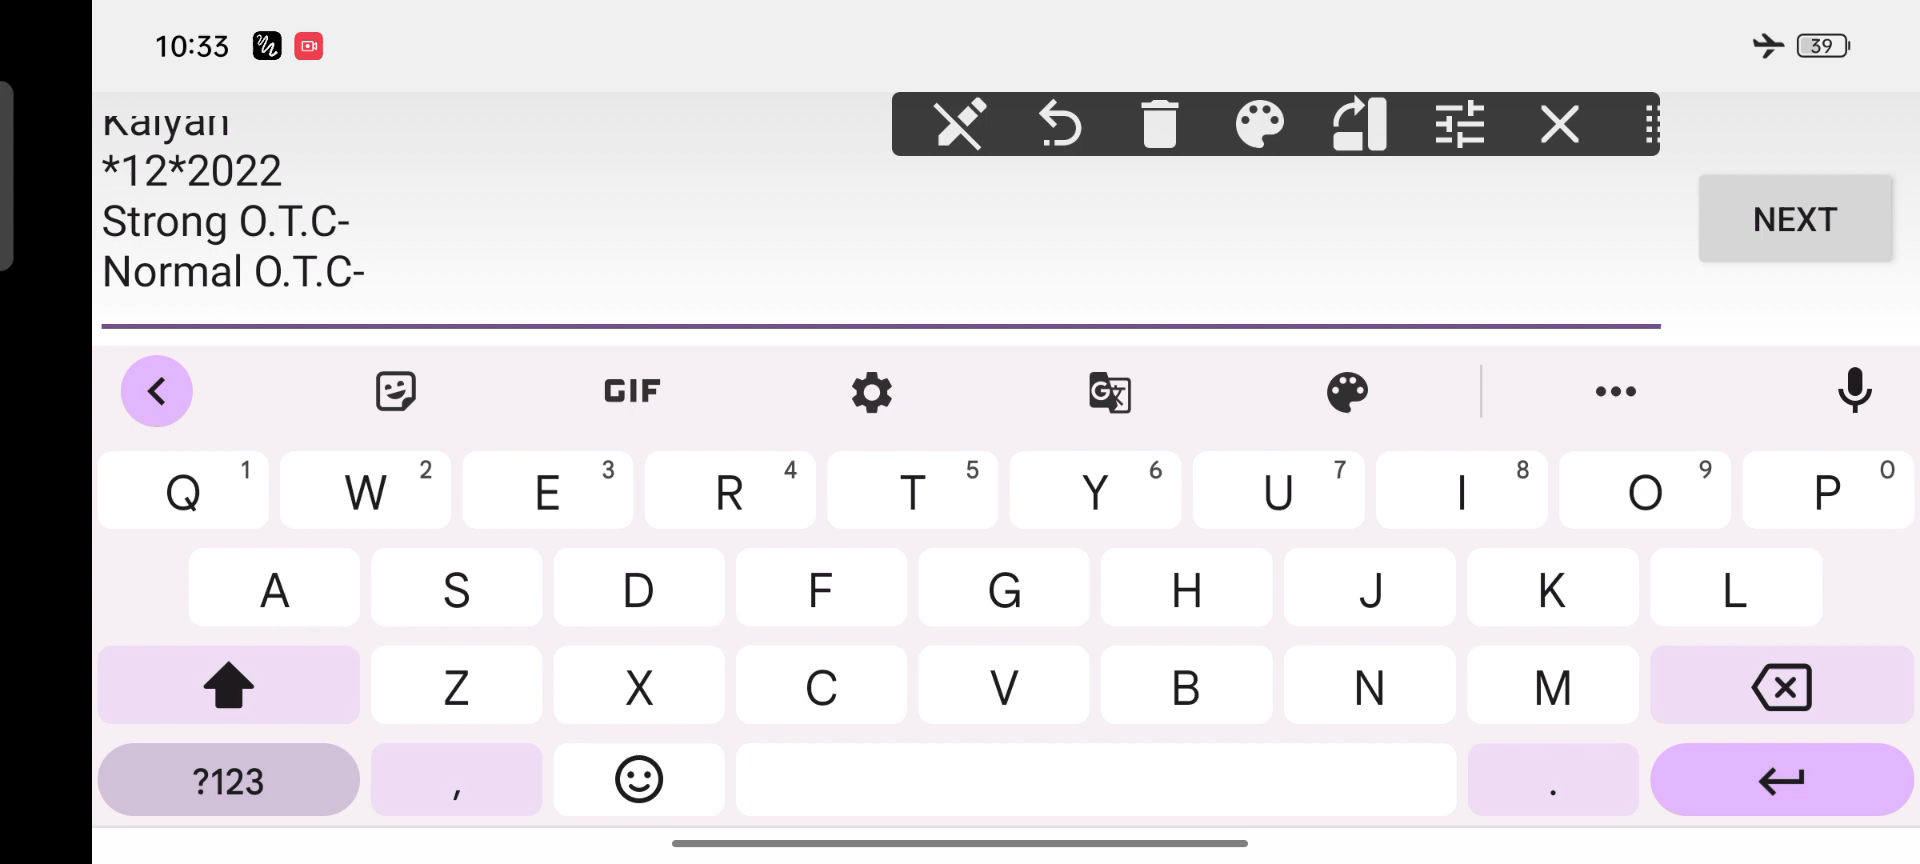 10:33
39
Kalyan
*12*2022
Strong O.T.C-
Normal O.T.C-
NEXT
GIF
G
Q 1 W 2 E 3 R 4 T 5 Y 6 U 7 I 8 O 9 P 0
A S D F G H J K L
Z X C V B N M
?123 , .